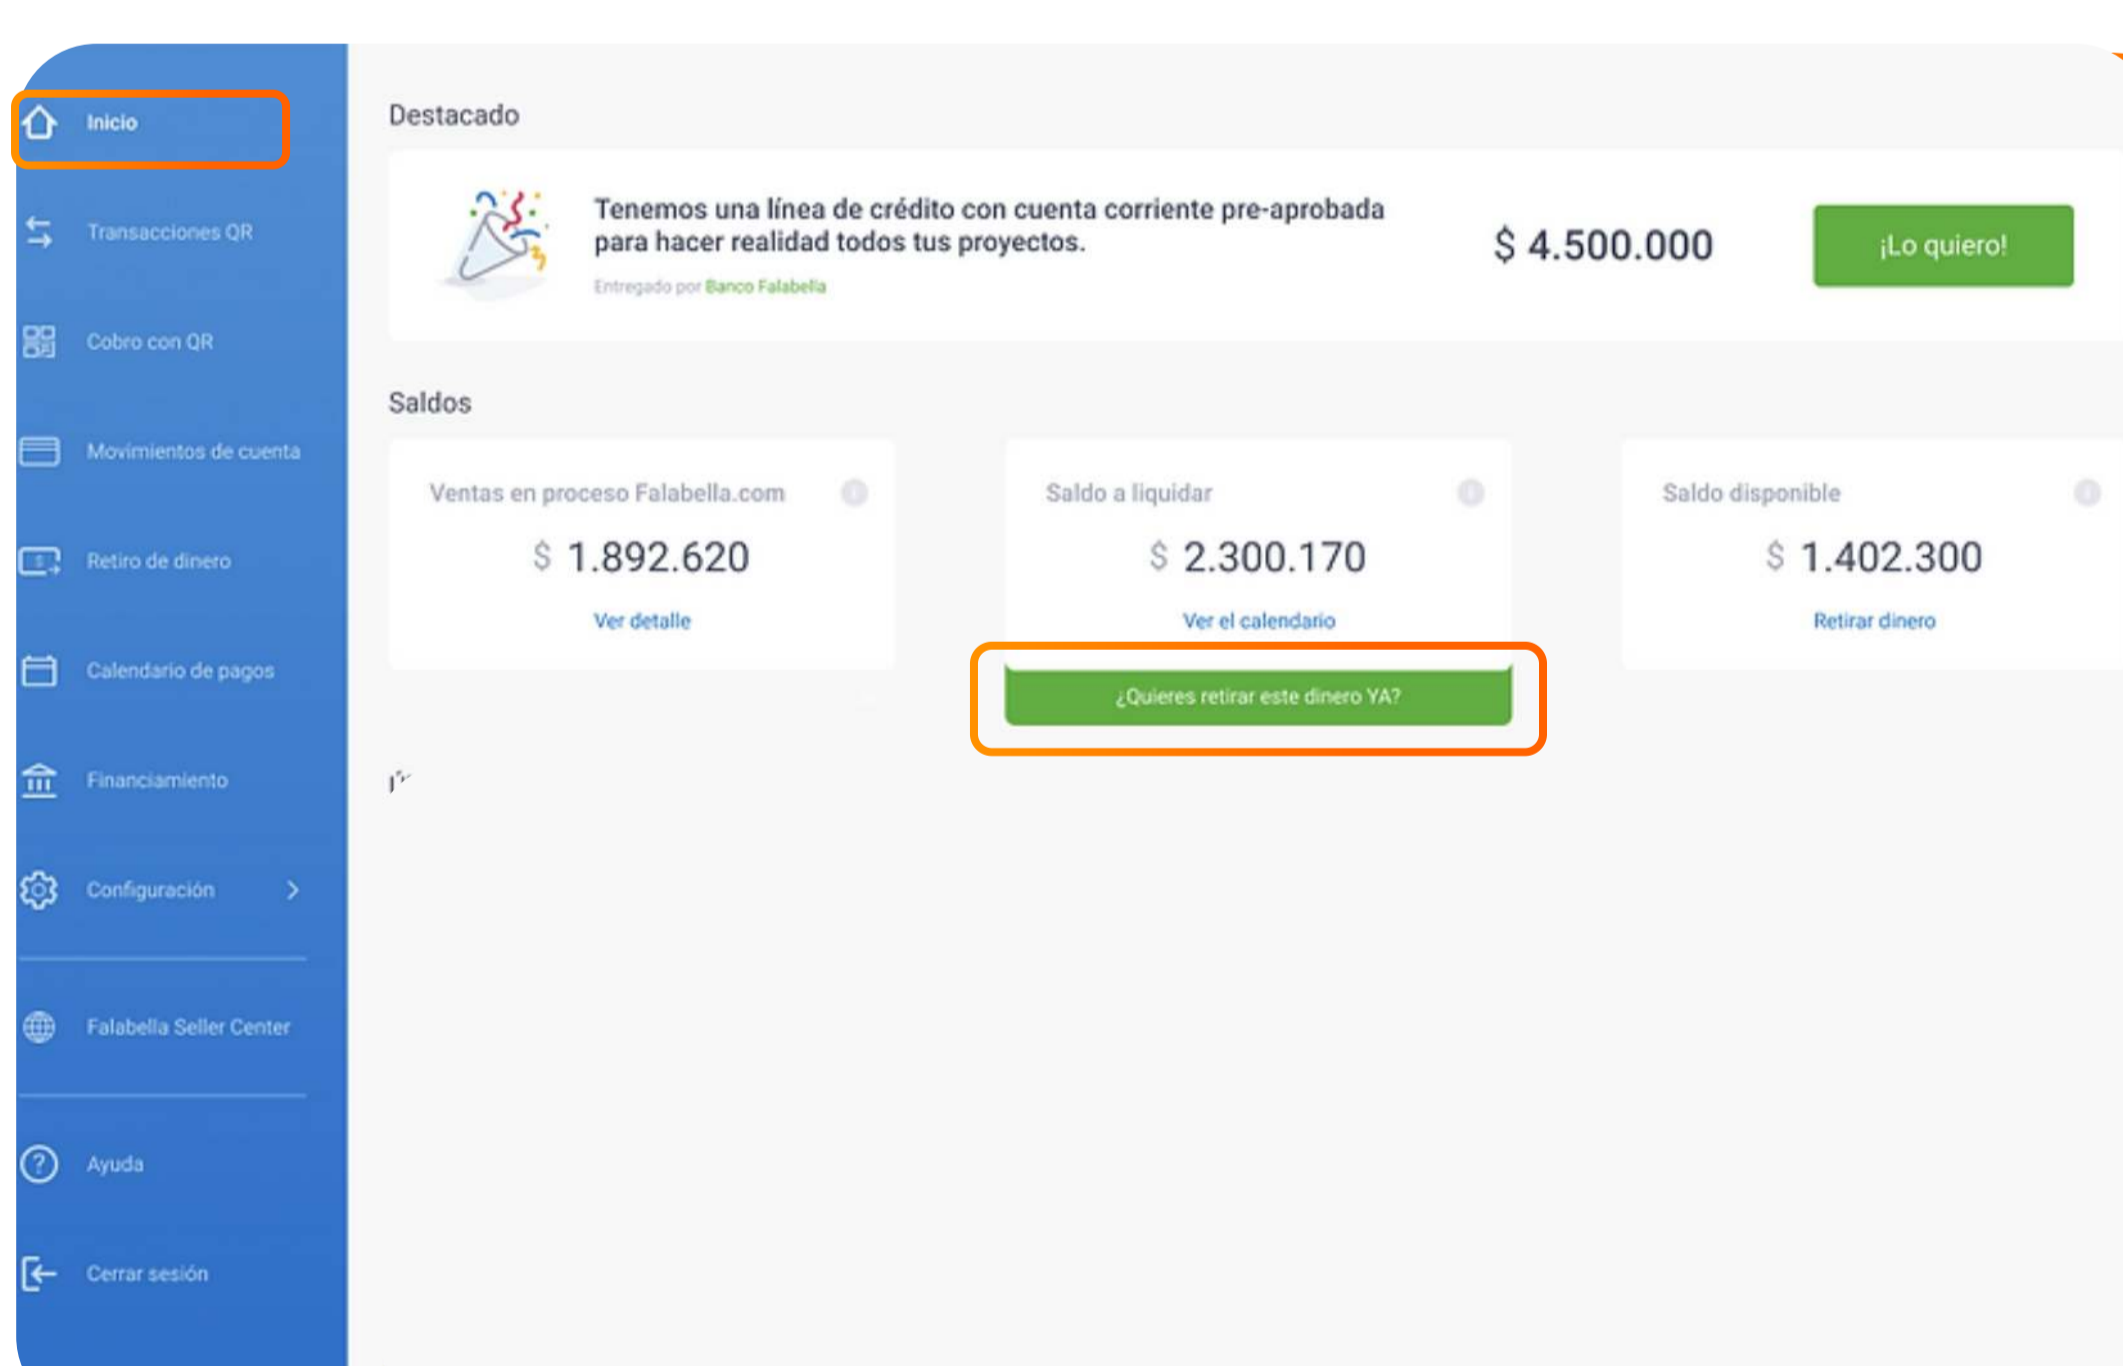 Inicio
Transacciones QR
Cobro con QR
Movimientos de cuenta
Retiro de dinero
Calendario de pagos
Financiamiento
Configuración
Falabella Seller Center
Ayuda
Cerrar sesión
Destacado
Tenemos una línea de crédito con cuenta corriente pre-aprobada
para hacer realidad todos tus proyectos.
Entregado por Banco Falabella
$ 4.500.000
¡Lo quiero!
Saldos
Ventas en proceso Falabella.com
$ 1.892.620
Ver detalle
Saldo a liquidar
$ 2.300.170
Ver el calendario
¿Quieres retirar este dinero YA?
Saldo disponible
$ 1.402.300
Retirar dinero